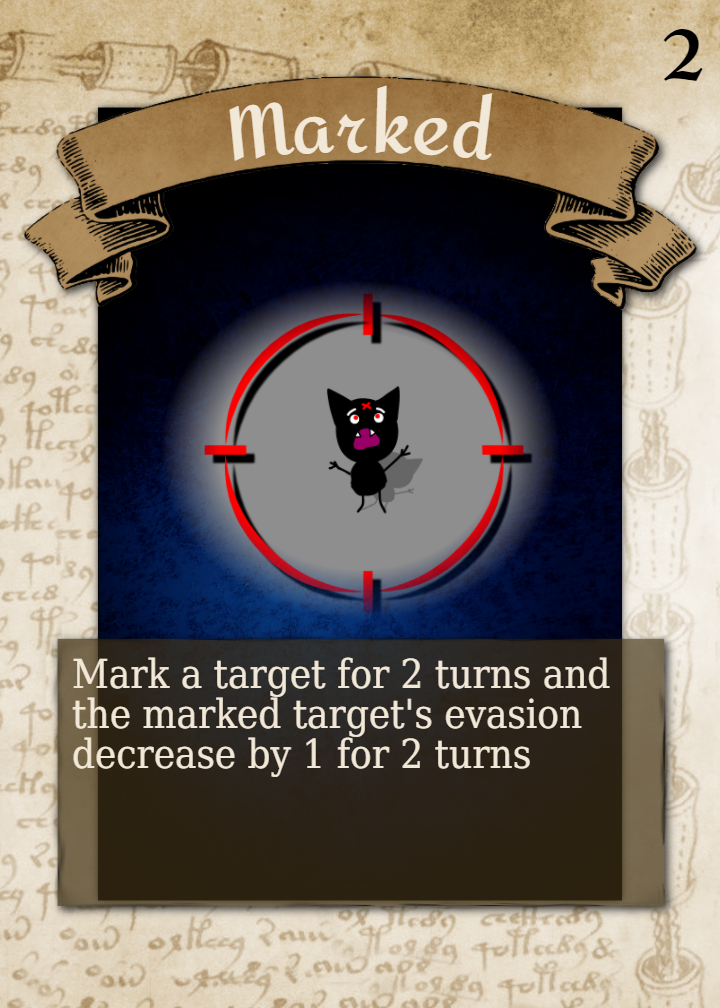 2
Marked
Mark a target for 2 turns and
the marked target's evasion
decrease by 1 for 2 turns